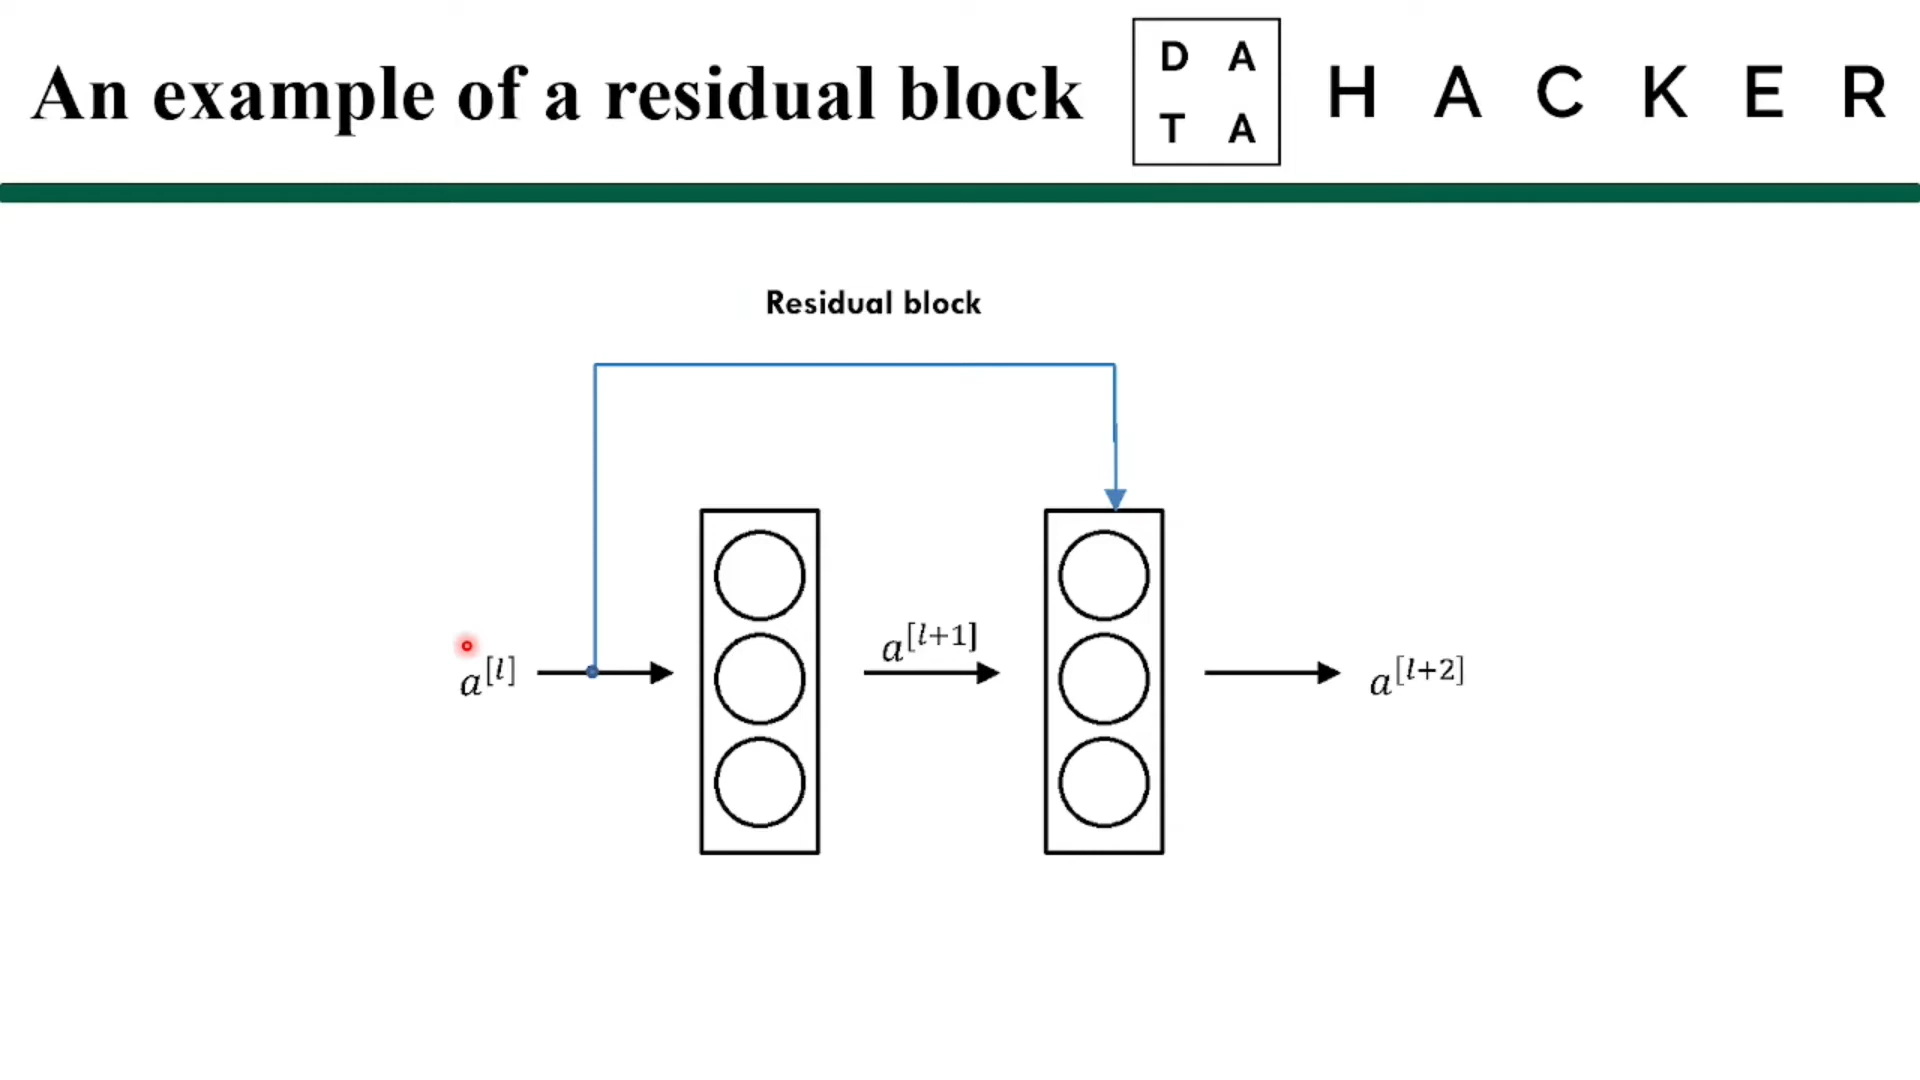 An example of a residual block
D A
T A
H A C K E R
Residual block
a^[l]
a^[l+1]
a^[l+2]